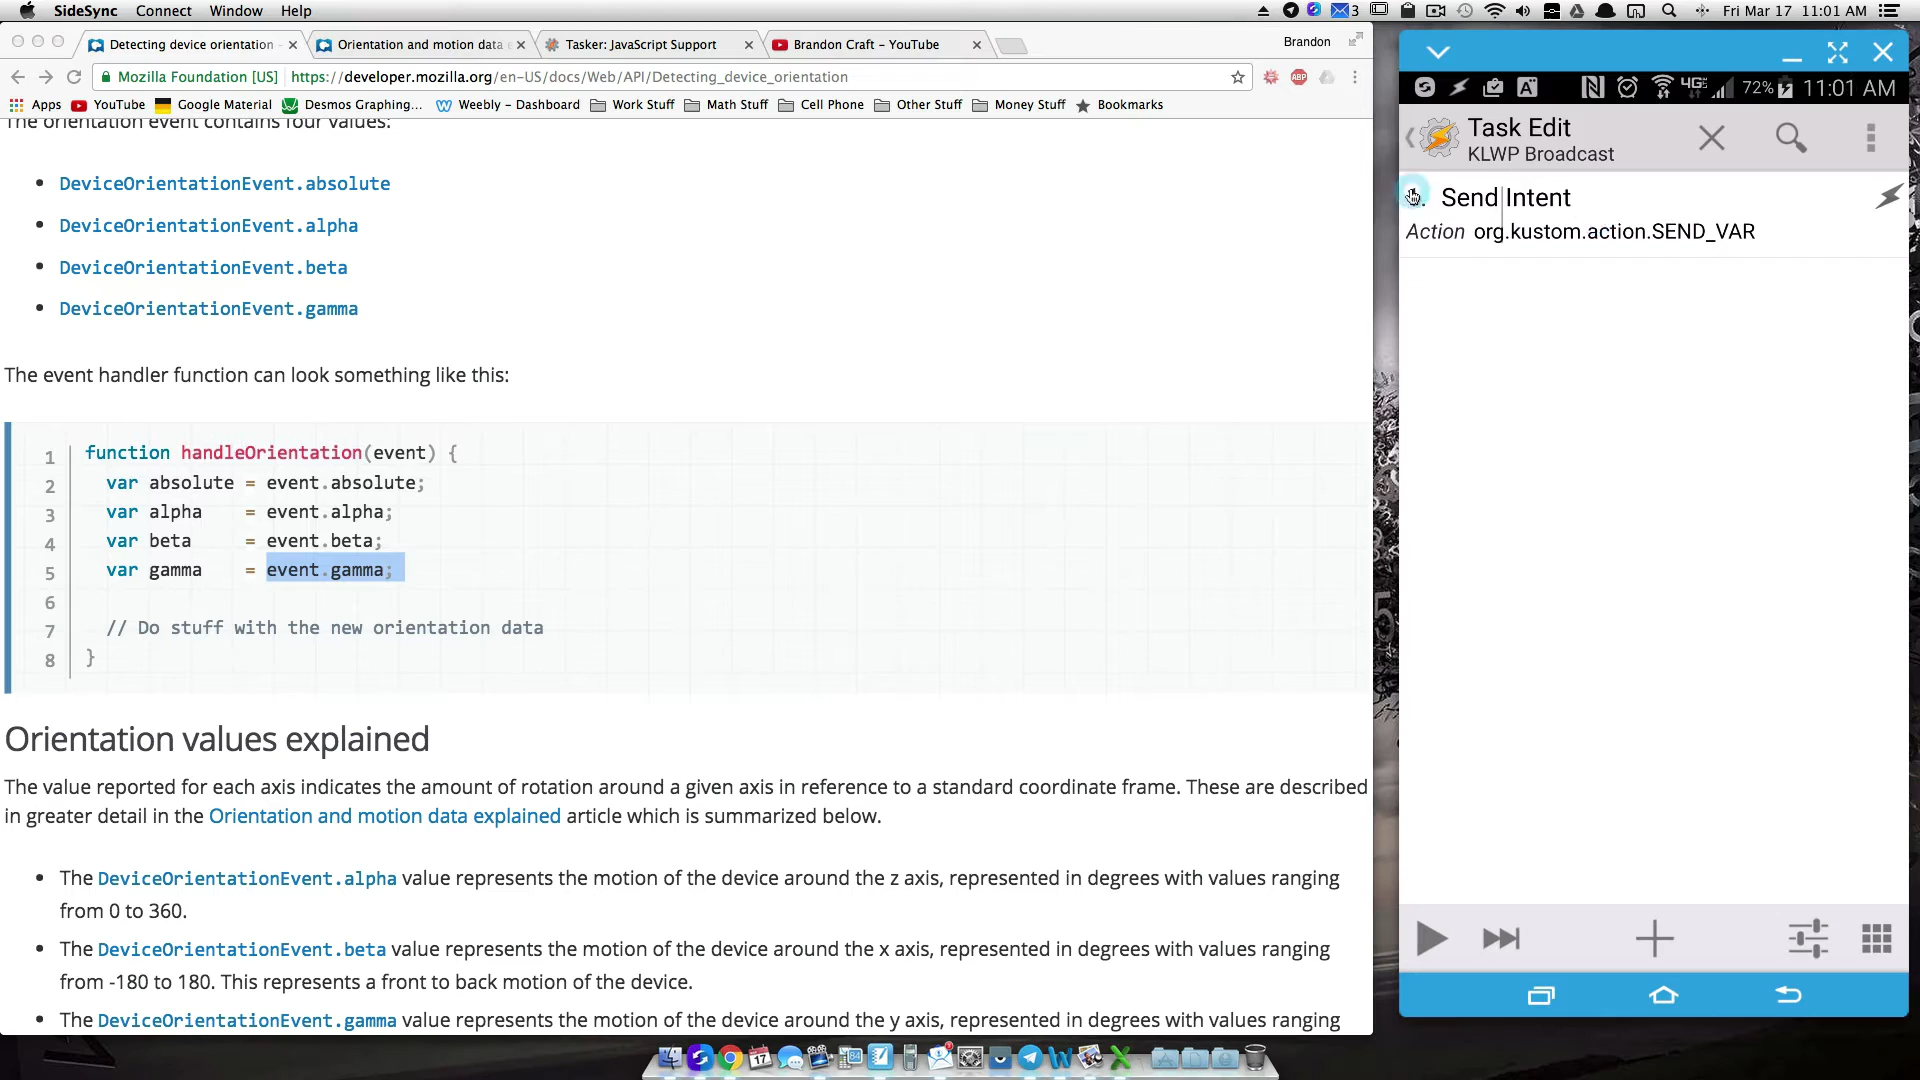 SideSync Connect Window Help
3
Fri Mar 17 11:01 AM
Detecting device orientation
Orientation and motion data e
Tasker: JavaScript Support
Brandon Craft – YouTube
Brandon
Mozilla Foundation [US]
https://developer.mozilla.org/en-US/docs/Web/API/Detecting_device_orientation
Apps YouTube Google Material Desmos Graphing... Weebly – Dashboard Work Stuff Math Stuff Cell Phone Other Stuff Money Stuff Bookmarks
The orientation event contains four values:
DeviceOrientationEvent.absolute
DeviceOrientationEvent.alpha
DeviceOrientationEvent.beta
DeviceOrientationEvent.gamma
The event handler function can look something like this:
1 function handleOrientation(event) {
2 var absolute = event.absolute;
3 var alpha = event.alpha;
4 var beta = event.beta;
5 var gamma = event.gamma;
6
7 // Do stuff with the new orientation data
8 }
Orientation values explained
The value reported for each axis indicates the amount of rotation around a given axis in reference to a standard coordinate frame. These are described
in greater detail in the Orientation and motion data explained article which is summarized below.
The DeviceOrientationEvent.alpha value represents the motion of the device around the z axis, represented in degrees with values ranging
from 0 to 360.
The DeviceOrientationEvent.beta value represents the motion of the device around the x axis, represented in degrees with values ranging
from -180 to 180. This represents a front to back motion of the device.
The DeviceOrientationEvent.gamma value represents the motion of the device around the y axis, represented in degrees with values ranging
4G 72% 11:01 AM
Task Edit
KLWP Broadcast
Send Intent
Action org.kustom.action.SEND_VAR